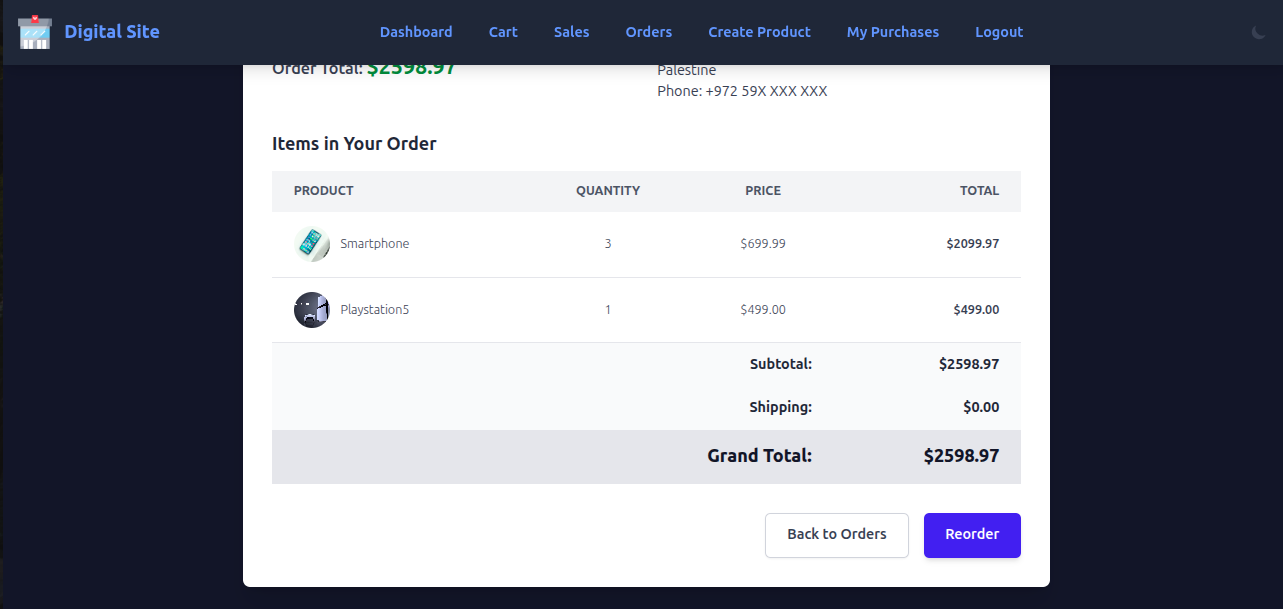 Digital Site Dashboard Cart Sales Orders Create Product My Purchases Logout
Order Total: $2598.97
Palestine
Phone: +972 59X XXX XXX
Items in Your Order
PRODUCT QUANTITY PRICE TOTAL
Smartphone 3 $699.99 $2099.97
Playstation5 1 $499.00 $499.00
Subtotal: $2598.97
Shipping: $0.00
Grand Total: $2598.97
Back to Orders Reorder